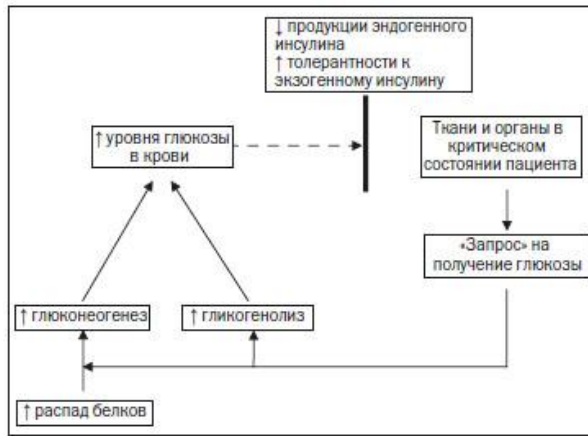 ↓ продукции эндогенного
инсулина
↑ толерантности к
экзогенному инсулину
↑ уровня глюкозы
в крови
Ткани и органы в
критическом
состоянии пациента
«Запрос» на
получение глюкозы
↑ глюконеогенез
↑ гликогенолиз
↑ распад белков